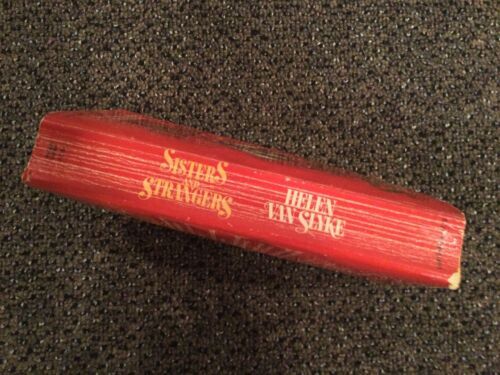 SISTERS
AND
STRANGERS
HELEN
VAN SLYKE